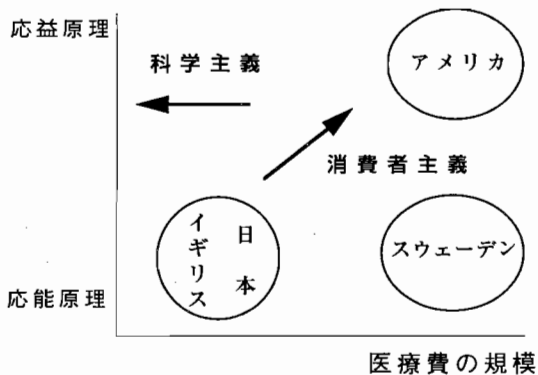 応益原理
科学主義
アメリカ
消費者主義
イギリス
日本
スウェーデン
応能原理
医療費の規模